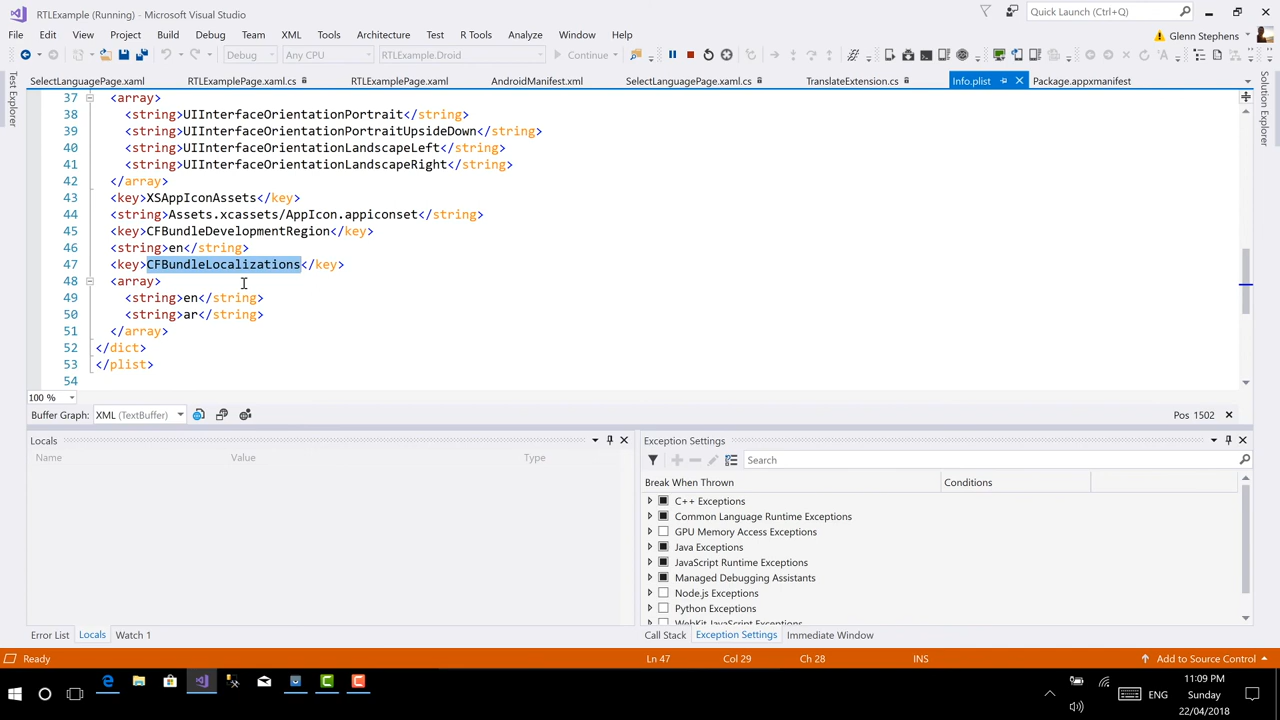 RTLExample (Running) - Microsoft Visual Studio
Quick Launch (Ctrl+Q)
File Edit View Project Build Debug Team XML Tools Architecture Test R Tools Analyze Window Help
Glenn Stephens
Debug Any CPU RTLExample.Droid Continue
SelectLanguagePage.xaml RTLExamplePage.xaml.cs RTLExamplePage.xaml AndroidManifest.xml SelectLanguagePage.xaml.cs TranslateExtension.cs Info.plist Package.appxmanifest
Test Explorer
Solution Explorer
37 <array>
38 <string>UIInterfaceOrientationPortrait</string>
39 <string>UIInterfaceOrientationPortraitUpsideDown</string>
40 <string>UIInterfaceOrientationLandscapeLeft</string>
41 <string>UIInterfaceOrientationLandscapeRight</string>
42 </array>
43 <key>XSAppIconAssets</key>
44 <string>Assets.xcassets/AppIcon.appiconset</string>
45 <key>CFBundleDevelopmentRegion</key>
46 <string>en</string>
47 <key>CFBundleLocalizations</key>
48 <array>
49 <string>en</string>
50 <string>ar</string>
51 </array>
52 </dict>
53 </plist>
54
100 %
Buffer Graph: XML (TextBuffer) Pos 1502
Locals
Name Value Type
Exception Settings
Search
Break When Thrown Conditions
C++ Exceptions
Common Language Runtime Exceptions
GPU Memory Access Exceptions
Java Exceptions
JavaScript Runtime Exceptions
Managed Debugging Assistants
Node.js Exceptions
Python Exceptions
WebKit JavaScript Exceptions
Error List Locals Watch 1
Call Stack Exception Settings Immediate Window
Ready Ln 47 Col 29 Ch 28 INS Add to Source Control
ENG
11:09 PM
Sunday
22/04/2018